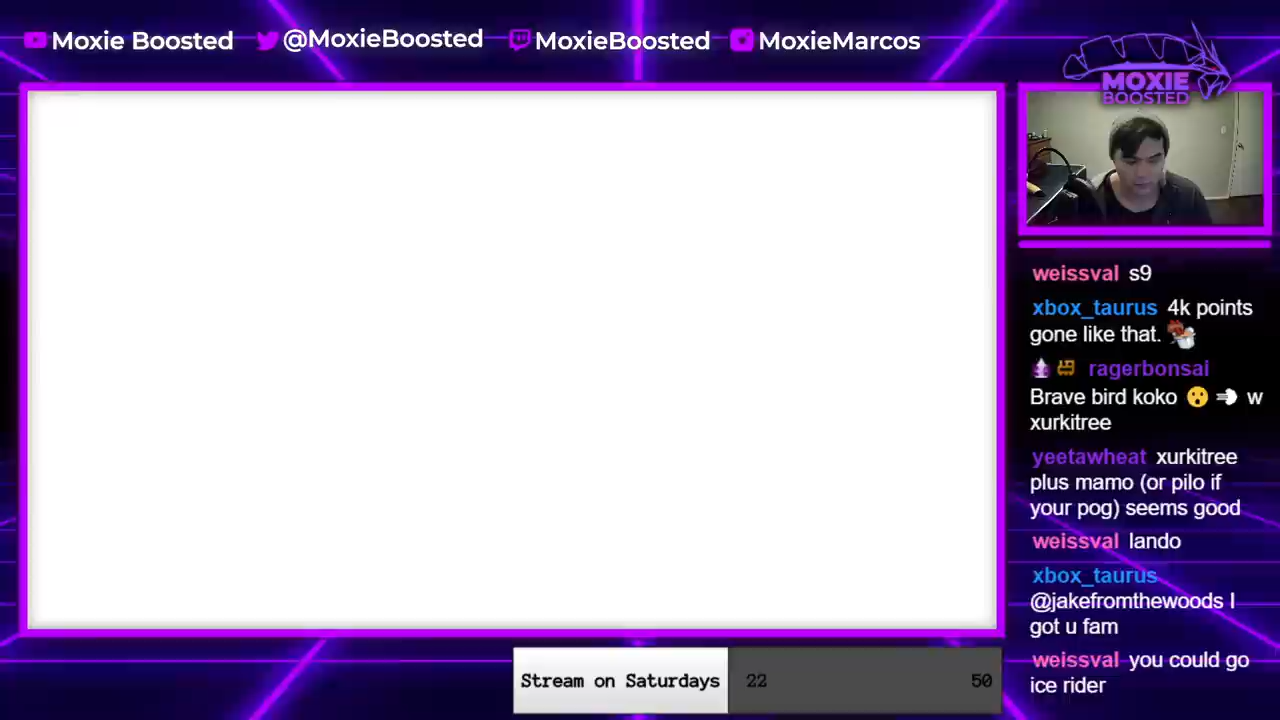 Moxie Boosted @MoxieBoosted MoxieBoosted MoxieMarcos
MOXIE
BOOSTED
weissval s9
xbox_taurus 4k points
gone like that.
ragerbonsai
Brave bird koko 😮 w
xurkitree
yeetawheat xurkitree
plus mamo (or pilo if
your pog) seems good
weissval lando
xbox_taurus
@jakefromthewoods I
got u fam
weissval you could go
ice rider
Stream on Saturdays 22 50